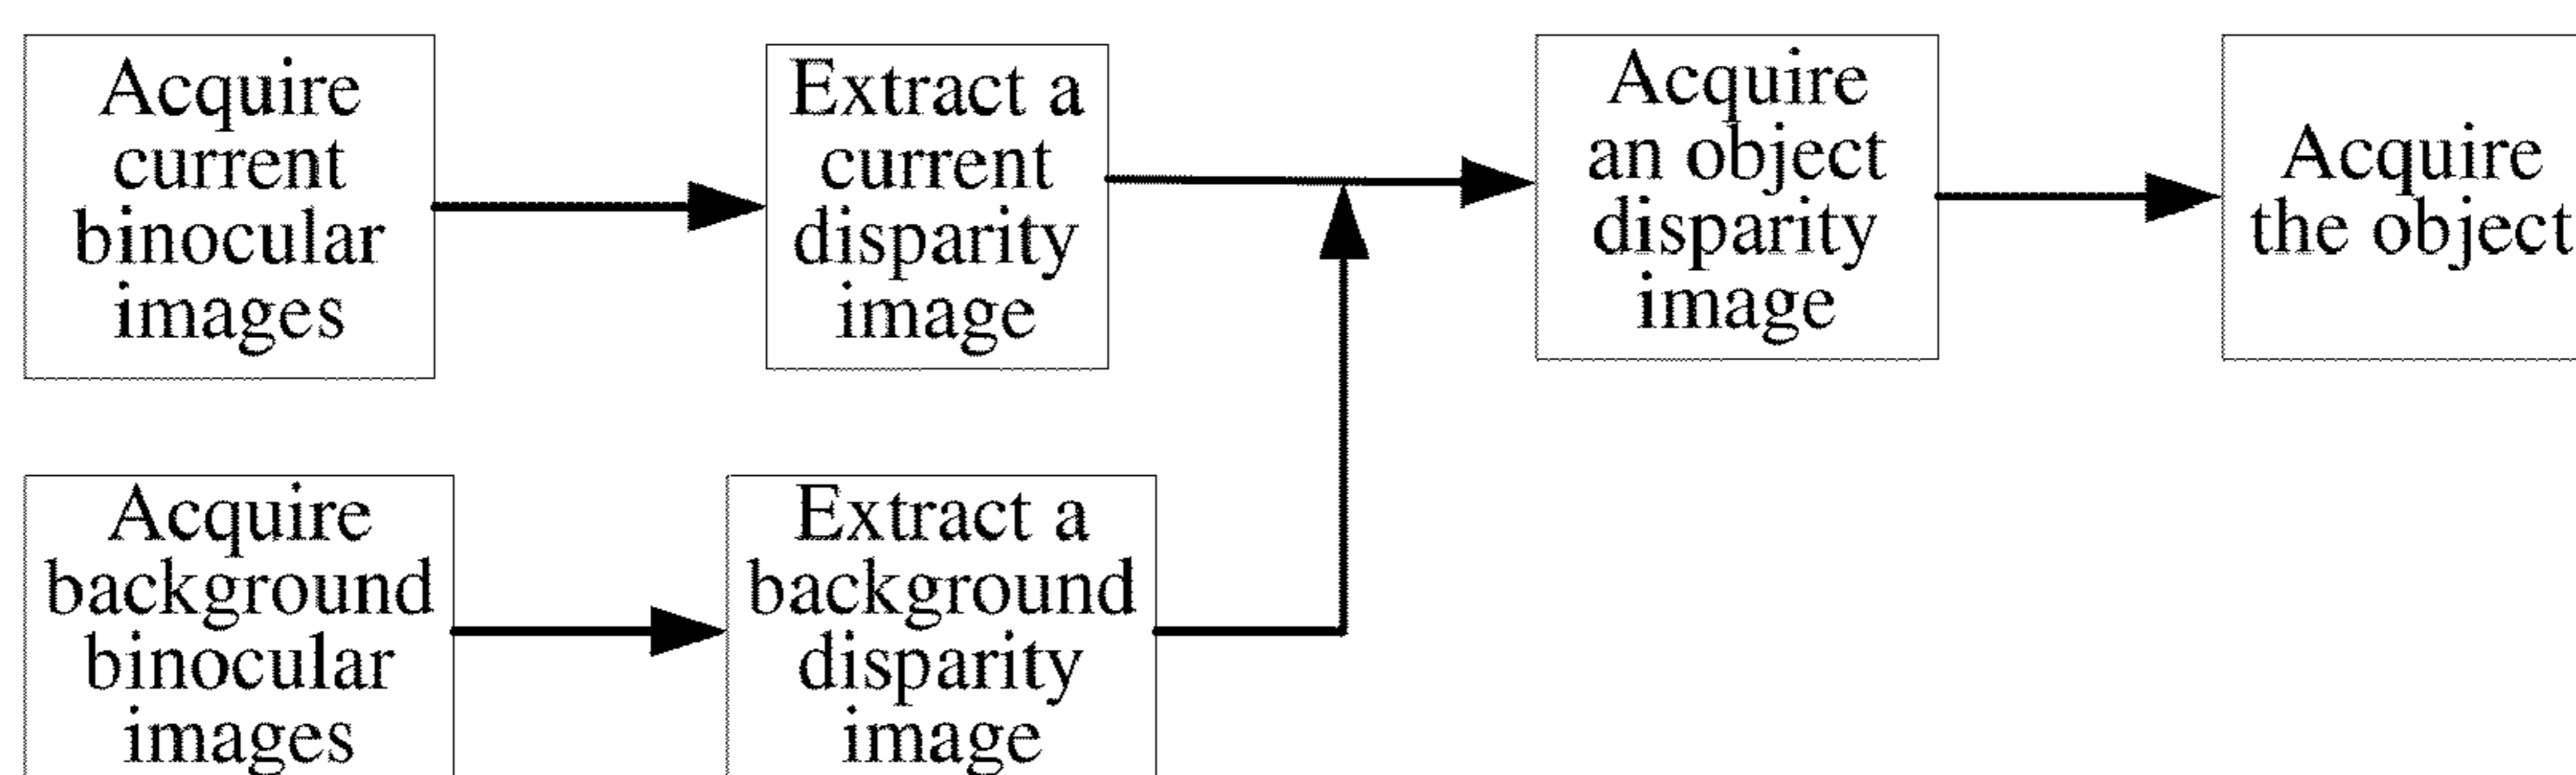 Acquire
current
binocular
images
Extract a
current
disparity
image
Acquire
an object
disparity
image
Acquire
the object
Acquire
background
binocular
images
Extract a
background
disparity
image